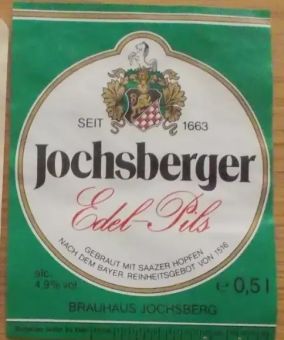 SEIT 1663
Jochsberger
Edel-Pils
GEBRAUT MIT SAAZER HOPFEN
NACH DEM BAYER. REINHEITSGEBOT VON 1516
alc.
4,9% vol
e 0,5 l
BRAUHAUS JOCHSBERG